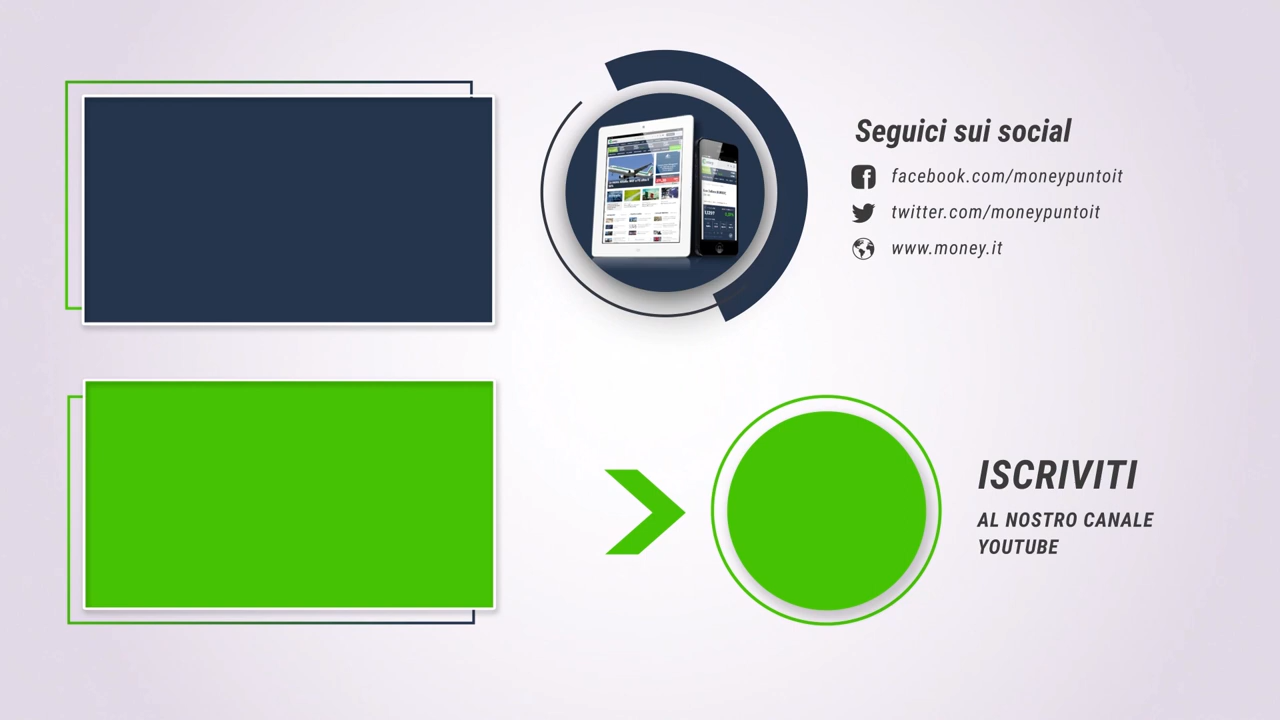 Seguici sui social
facebook.com/moneypuntoit
twitter.com/moneypuntoit
www.money.it
ISCRIVITI
AL NOSTRO CANALE
YOUTUBE